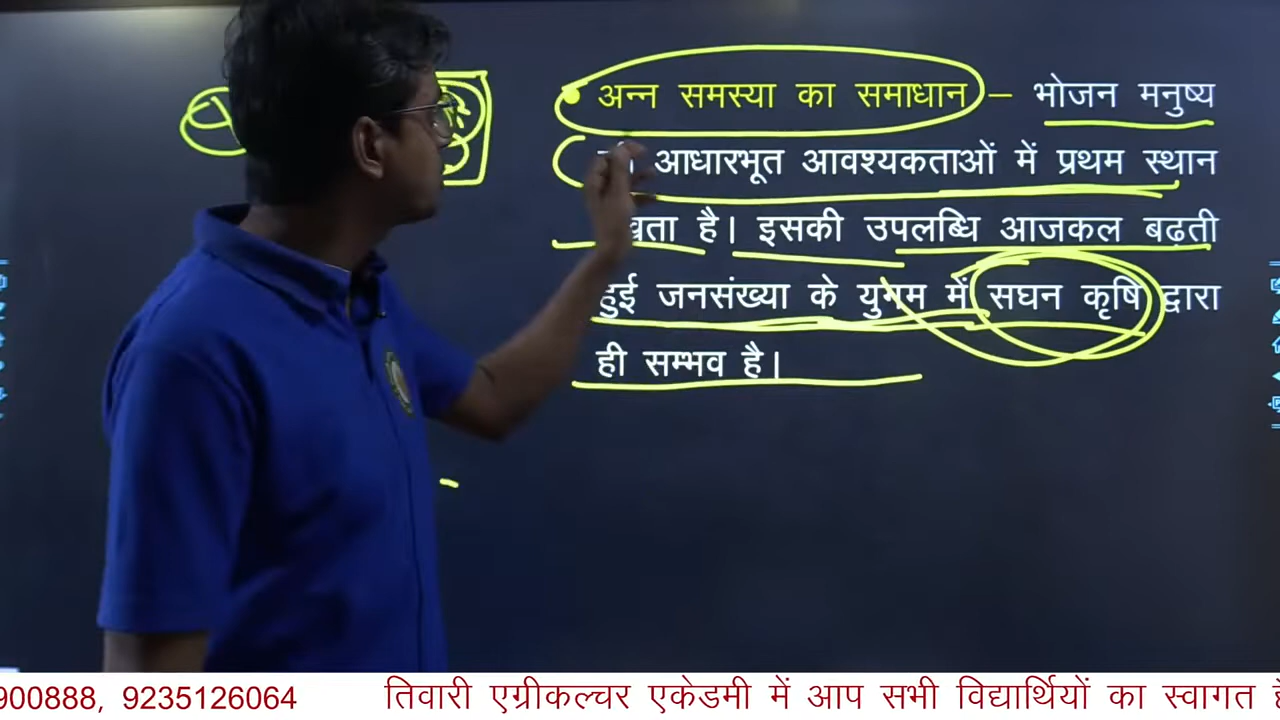 अन्न समस्या का समाधान – भोजन मनुष्य
आधारभूत आवश्यकताओं में प्रथम स्थान
है। इसकी उपलब्धि आजकल बढ़ती
हुई जनसंख्या के युगम में सघन कृषि द्वारा
ही सम्भव है।
900888, 9235126064 तिवारी एग्रीकल्चर एकेडमी में आप सभी विद्यार्थियों का स्वागत